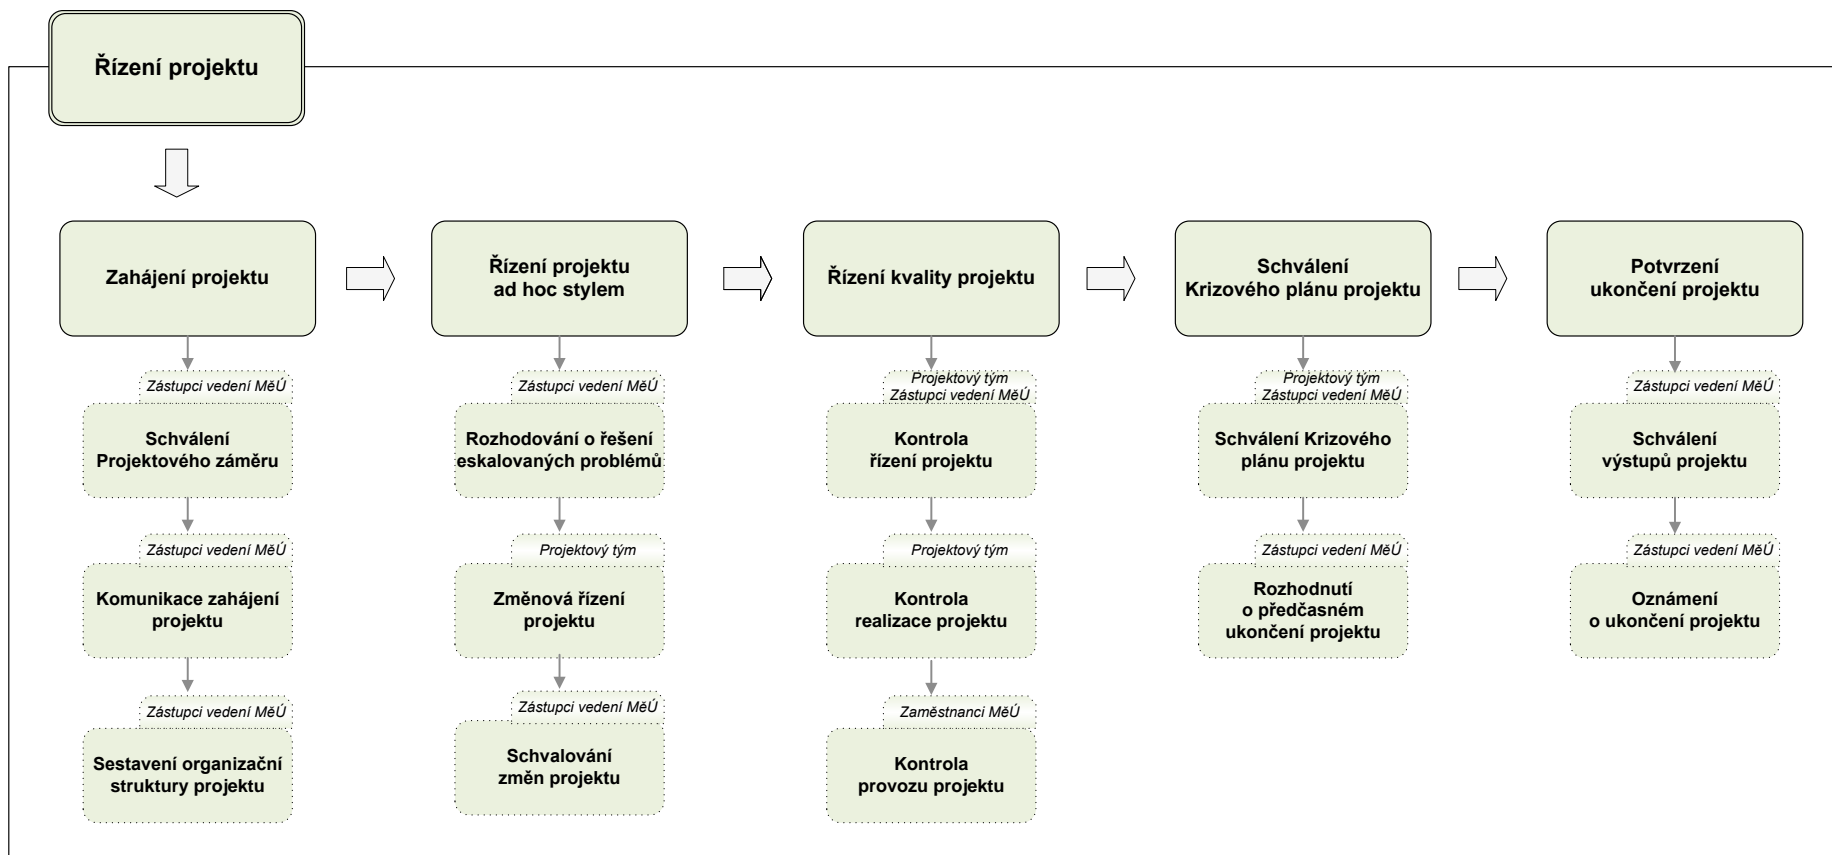 Řízení projektu
Zahájení projektu
Řízení projektu
ad hoc stylem
Řízení kvality projektu
Schválení
Krizového plánu projektu
Potvrzení
ukončení projektu
Zástupci vedení MěÚ
Schválení
Projektového záměru
Zástupci vedení MěÚ
Komunikace zahájení
projektu
Zástupci vedení MěÚ
Sestavení organizační
struktury projektu
Zástupci vedení MěÚ
Rozhodování o řešení
eskalovaných problémů
Projektový tým
Změnová řízení
projektu
Zástupci vedení MěÚ
Schvalování
změn projektu
Projektový tým
Zástupci vedení MěÚ
Kontrola
řízení projektu
Projektový tým
Kontrola
realizace projektu
Zaměstnanci MěÚ
Kontrola
provozu projektu
Projektový tým
Zástupci vedení MěÚ
Schválení Krizového
plánu projektu
Zástupci vedení MěÚ
Rozhodnutí
o předčasném
ukončení projektu
Zástupci vedení MěÚ
Schválení
výstupů projektu
Zástupci vedení MěÚ
Oznámení
o ukončení projektu